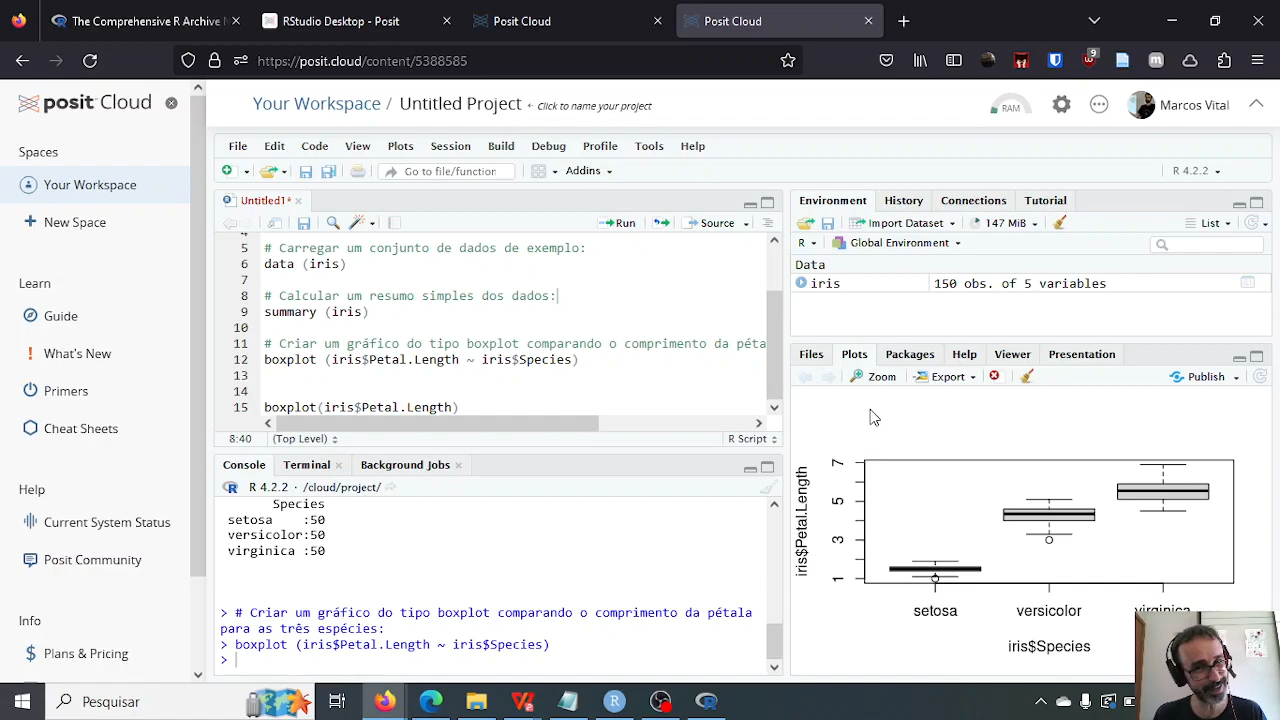 The Comprehensive R Archive N
RStudio Desktop - Posit
Posit Cloud
Posit Cloud
https://posit.cloud/content/5388585
9
posit Cloud
Your Workspace / Untitled Project ← Click to name your project
RAM
Marcos Vital
Spaces
Your Workspace
New Space
Learn
Guide
What's New
Primers
Cheat Sheets
Help
Current System Status
Posit Community
Info
Plans & Pricing
File Edit Code View Plots Session Build Debug Profile Tools Help
Go to file/function
Addins
R 4.2.2
Untitled1*
Run
Source
4
5 # Carregar um conjunto de dados de exemplo:
6 data (iris)
7
8 # Calcular um resumo simples dos dados:
9 summary (iris)
10
11 # Criar um gráfico do tipo boxplot comparando o comprimento da péta
12 boxplot (iris$Petal.Length ~ iris$Species)
13
14
15 boxplot(iris$Petal.Length)
8:40 (Top Level) R Script
Console Terminal Background Jobs
R 4.2.2 · /cloud/project/
Species
setosa :50
versicolor:50
virginica :50
> # Criar um gráfico do tipo boxplot comparando o comprimento da pétala
para as três espécies:
> boxplot (iris$Petal.Length ~ iris$Species)
>
Environment History Connections Tutorial
Import Dataset 147 MiB List
R Global Environment
Data
iris 150 obs. of 5 variables
Files Plots Packages Help Viewer Presentation
Zoom Export Publish
iris$Petal.Length
7
5
3
1
setosa versicolor virginica
iris$Species
Pesquisar